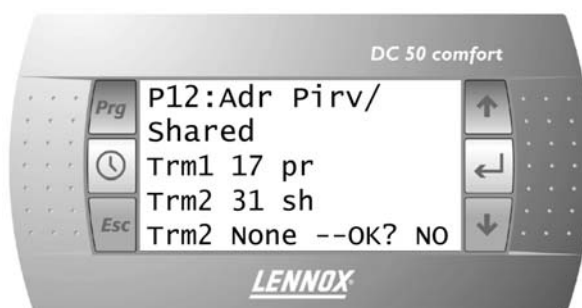 DC 50 comfort
Prg
Esc
P12:Adr Pirv/
Shared
Trm1 17 pr
Trm2 31 sh
Trm2 None --OK? NO
LENNOX